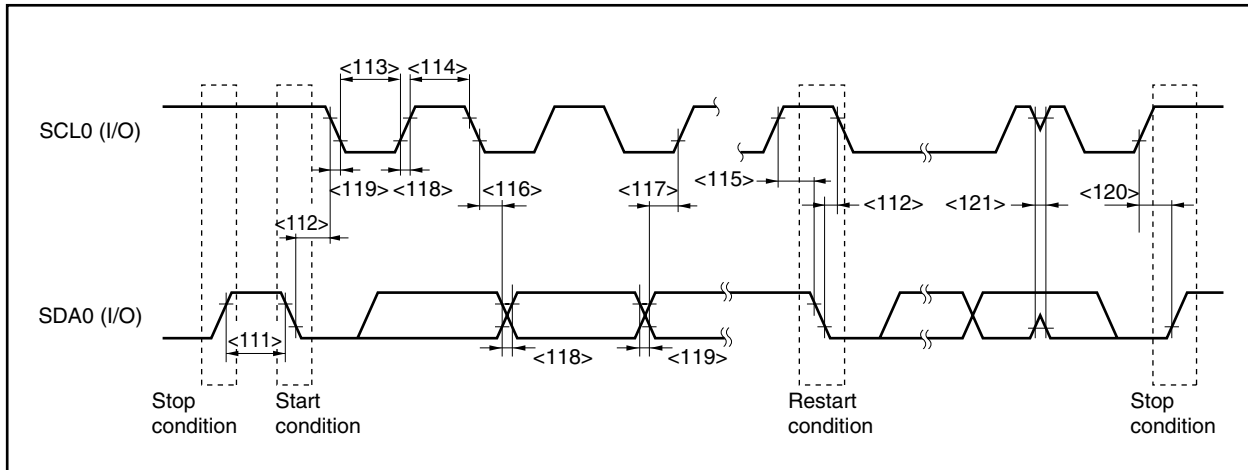 <113> <114>
SCL0 (I/O)
<119> <118> <116> <117> <115> <112> <121> <120>
<112>
SDA0 (I/O)
<111> <118> <119>
Stop condition
Start condition
Restart condition
Stop condition